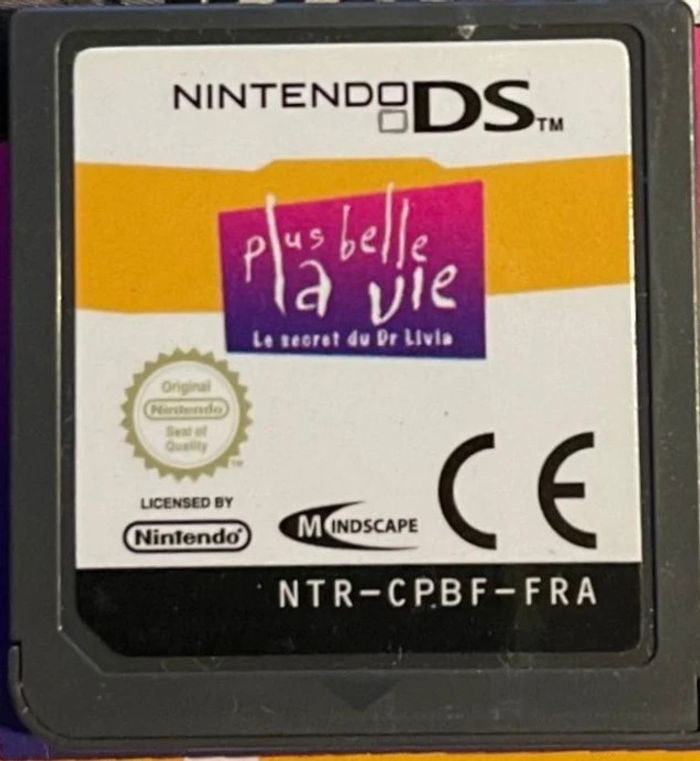 NINTENDO DS™
plus belle
la vie
Le secret du Dr Livia
Original
Nintendo
Seal of
Quality
TM
LICENSED BY
Nintendo®
MINDSCAPE
CE
NTR-CPBF-FRA